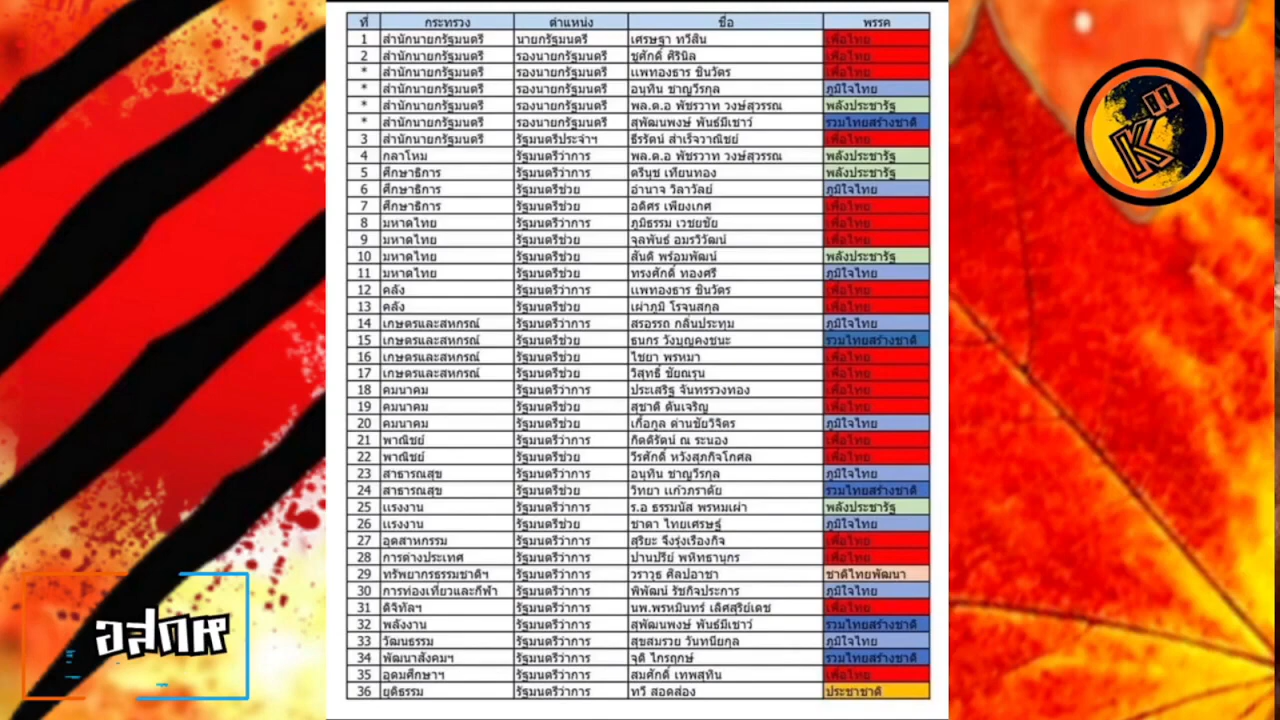 ที่ กระทรวง ตำแหน่ง ชื่อ พรรค
1 สำนักนายกรัฐมนตรี นายกรัฐมนตรี เศรษฐา ทวีสิน เพื่อไทย
2 สำนักนายกรัฐมนตรี รองนายกรัฐมนตรี ชูศักดิ์ ศิรินิล เพื่อไทย
* สำนักนายกรัฐมนตรี รองนายกรัฐมนตรี แพทองธาร ชินวัตร เพื่อไทย
* สำนักนายกรัฐมนตรี รองนายกรัฐมนตรี อนุทิน ชาญวีรกุล ภูมิใจไทย
* สำนักนายกรัฐมนตรี รองนายกรัฐมนตรี พล.ต.อ พัชรวาท วงษ์สุวรรณ พลังประชารัฐ
* สำนักนายกรัฐมนตรี รองนายกรัฐมนตรี สุพัฒนพงษ์ พันธ์มีเชาว์ รวมไทยสร้างชาติ
3 สำนักนายกรัฐมนตรี รัฐมนตรีประจำฯ ธีรรัตน์ สำเร็จวาณิชย์ เพื่อไทย
4 กลาโหม รัฐมนตรีว่าการ พล.ต.อ พัชรวาท วงษ์สุวรรณ พลังประชารัฐ
5 ศึกษาธิการ รัฐมนตรีว่าการ ตรีนุช เทียนทอง พลังประชารัฐ
6 ศึกษาธิการ รัฐมนตรีช่วย อำนาจ วิลาวัลย์ ภูมิใจไทย
7 ศึกษาธิการ รัฐมนตรีช่วย อดิศร เพียงเกศ เพื่อไทย
8 มหาดไทย รัฐมนตรีว่าการ ภูมิธรรม เวชยชัย เพื่อไทย
9 มหาดไทย รัฐมนตรีช่วย จุลพันธ์ อมรวิวัฒน์ เพื่อไทย
10 มหาดไทย รัฐมนตรีช่วย สันติ พร้อมพัฒน์ พลังประชารัฐ
11 มหาดไทย รัฐมนตรีช่วย ทรงศักดิ์ ทองศรี ภูมิใจไทย
12 คลัง รัฐมนตรีว่าการ แพทองธาร ชินวัตร เพื่อไทย
13 คลัง รัฐมนตรีช่วย เผ่าภูมิ โรจนสกุล เพื่อไทย
14 เกษตรและสหกรณ์ รัฐมนตรีว่าการ สรอรรถ กลิ่นประทุม ภูมิใจไทย
15 เกษตรและสหกรณ์ รัฐมนตรีช่วย ธนกร วังบุญคงชนะ รวมไทยสร้างชาติ
16 เกษตรและสหกรณ์ รัฐมนตรีช่วย ไชยา พรหมา เพื่อไทย
17 เกษตรและสหกรณ์ รัฐมนตรีช่วย วิสุทธิ์ ชัยณรุน เพื่อไทย
18 คมนาคม รัฐมนตรีว่าการ ประเสริฐ จันทรรวงทอง เพื่อไทย
19 คมนาคม รัฐมนตรีช่วย สุชาติ ตันเจริญ เพื่อไทย
20 คมนาคม รัฐมนตรีช่วย เกื้อกูล ด่านชัยวิจิตร ภูมิใจไทย
21 พาณิชย์ รัฐมนตรีว่าการ กิตติรัตน์ ณ ระนอง เพื่อไทย
22 พาณิชย์ รัฐมนตรีช่วย วีรศักดิ์ หวังสุภกิจโกศล เพื่อไทย
23 สาธารณสุข รัฐมนตรีว่าการ อนุทิน ชาญวีรกุล ภูมิใจไทย
24 สาธารณสุข รัฐมนตรีช่วย วิทยา แก้วภราดัย รวมไทยสร้างชาติ
25 แรงงาน รัฐมนตรีว่าการ ร.อ ธรรมนัส พรหมเผ่า พลังประชารัฐ
26 แรงงาน รัฐมนตรีช่วย ชาดา ไทยเศรษฐ์ ภูมิใจไทย
27 อุตสาหกรรม รัฐมนตรีว่าการ สุริยะ จึงรุ่งเรืองกิจ เพื่อไทย
28 การต่างประเทศ รัฐมนตรีว่าการ ปานปรีย์ พหิทธานุกร เพื่อไทย
29 ทรัพยากรธรรมชาติฯ รัฐมนตรีว่าการ วราวุธ ศิลปอาชา ชาติไทยพัฒนา
30 การท่องเที่ยวและกีฬา รัฐมนตรีว่าการ พิพัฒน์ รัชกิจประการ ภูมิใจไทย
31 ดิจิทัลฯ รัฐมนตรีว่าการ นพ.พรหมินทร์ เลิศสุริย์เดช เพื่อไทย
32 พลังงาน รัฐมนตรีว่าการ สุพัฒนพงษ์ พันธ์มีเชาว์ รวมไทยสร้างชาติ
33 วัฒนธรรม รัฐมนตรีว่าการ สุขสมรวย วันทนียกุล ภูมิใจไทย
34 พัฒนาสังคมฯ รัฐมนตรีว่าการ จุติ ไกรฤกษ์ รวมไทยสร้างชาติ
35 อุดมศึกษาฯ รัฐมนตรีว่าการ สมศักดิ์ เทพสุทิน เพื่อไทย
36 ยุติธรรม รัฐมนตรีว่าการ ทวี สอดส่อง ประชาชาติ
K
อสกห